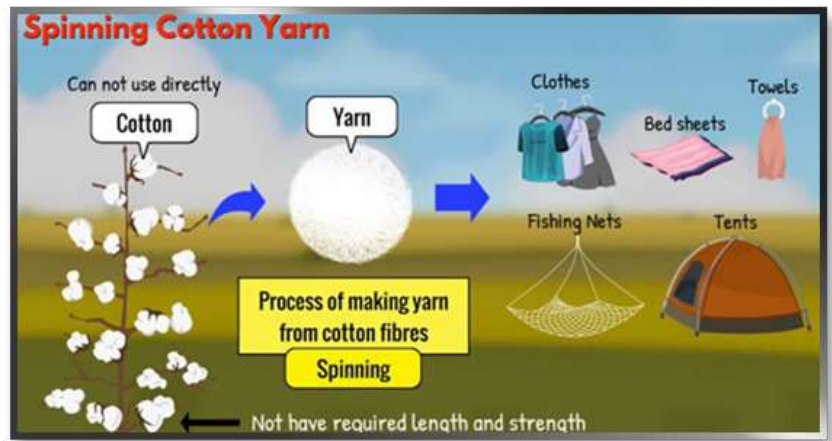 Spinning Cotton Yarn
Can not use directly
Cotton
Yarn
Process of making yarn
from cotton fibres
Spinning
Clothes
Bed sheets
Towels
Fishing Nets
Tents
Not have required length and strength